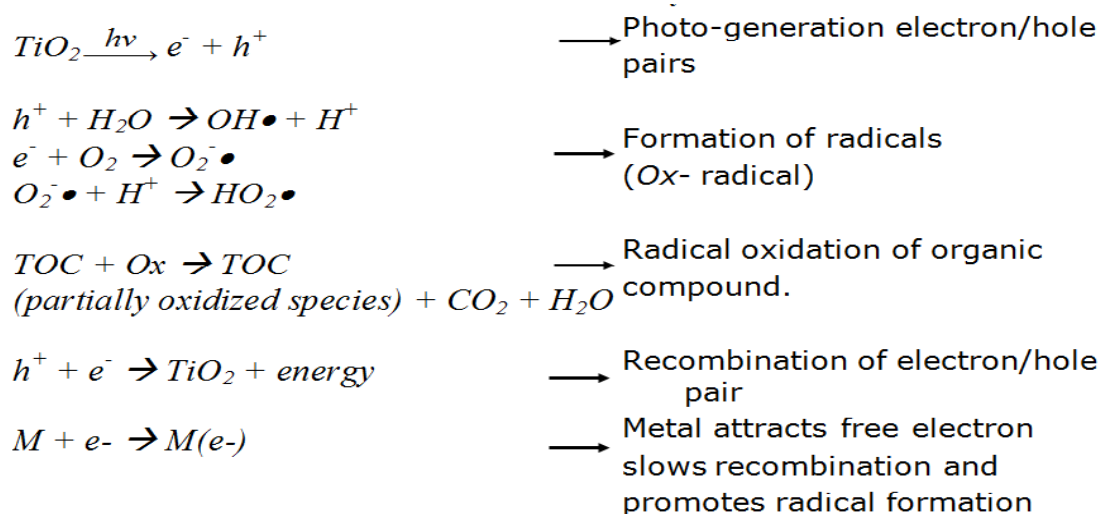 TiO₂ hv→ e⁻ + h⁺ → Photo-generation electron/hole
pairs
h⁺ + H₂O → OH● + H⁺
e⁻ + O₂ → O₂⁻● → Formation of radicals
O₂⁻● + H⁺ → HO₂● (Ox- radical)
TOC + Ox → TOC → Radical oxidation of organic
(partially oxidized species) + CO₂ + H₂O compound.
h⁺ + e⁻ → TiO₂ + energy → Recombination of electron/hole
pair
M + e- → M(e-) → Metal attracts free electron
slows recombination and
promotes radical formation